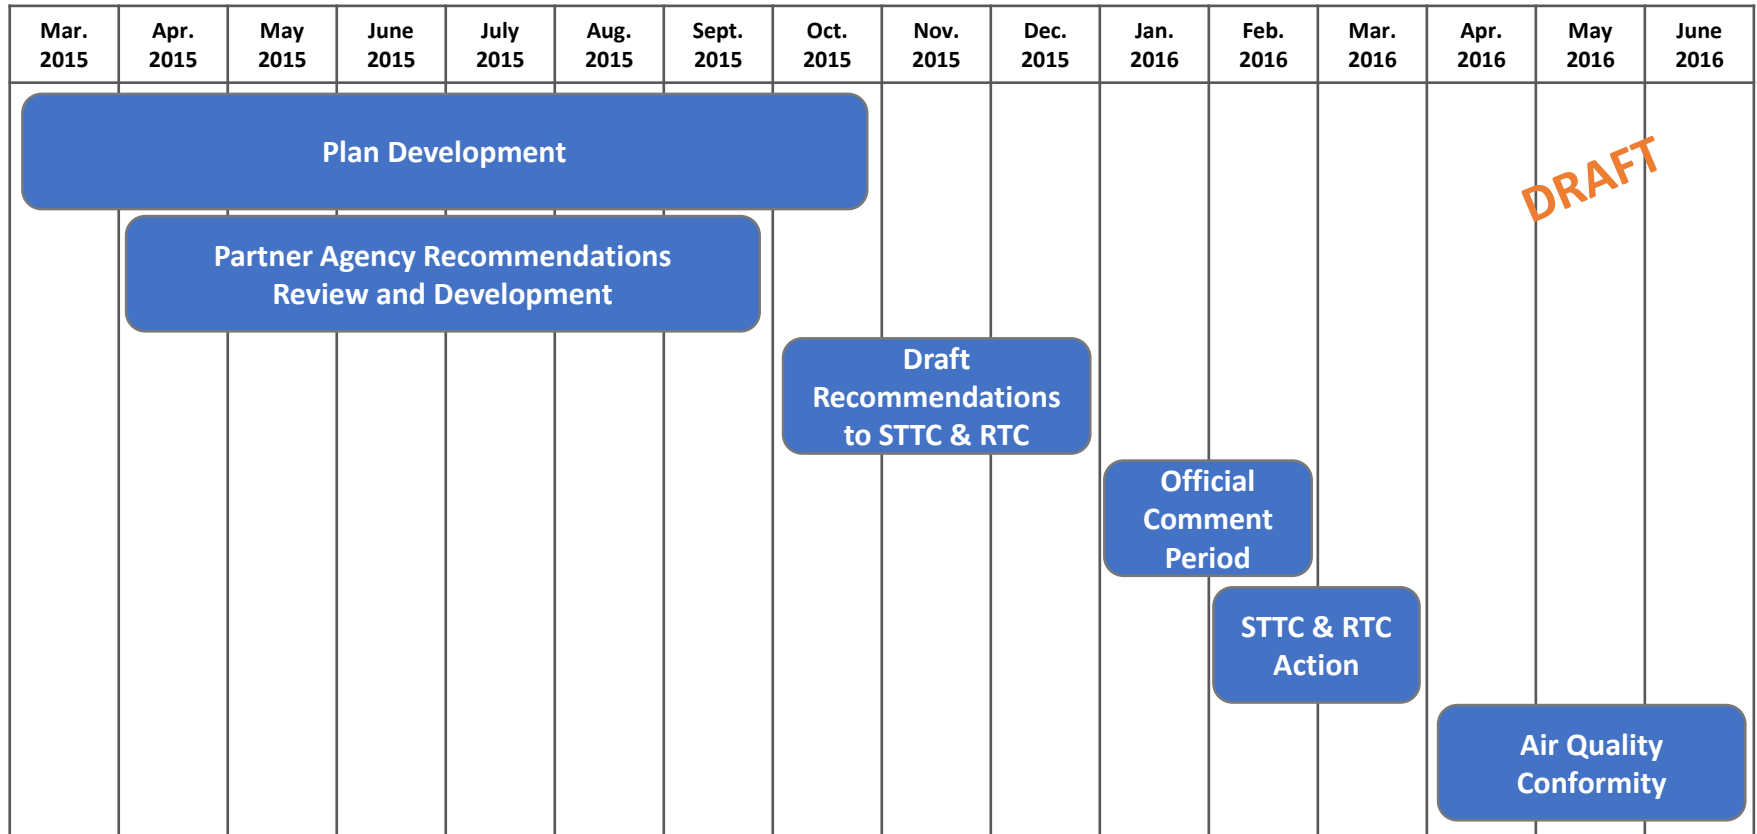 Mar. Apr. May June July Aug. Sept. Oct. Nov. Dec. Jan. Feb. Mar. Apr. May June
2015 2015 2015 2015 2015 2015 2015 2015 2015 2015 2016 2016 2016 2016 2016 2016
Plan Development
DRAFT
Partner Agency Recommendations
Review and Development
Draft
Recommendations
to STTC & RTC
Official
Comment
Period
STTC & RTC
Action
Air Quality
Conformity